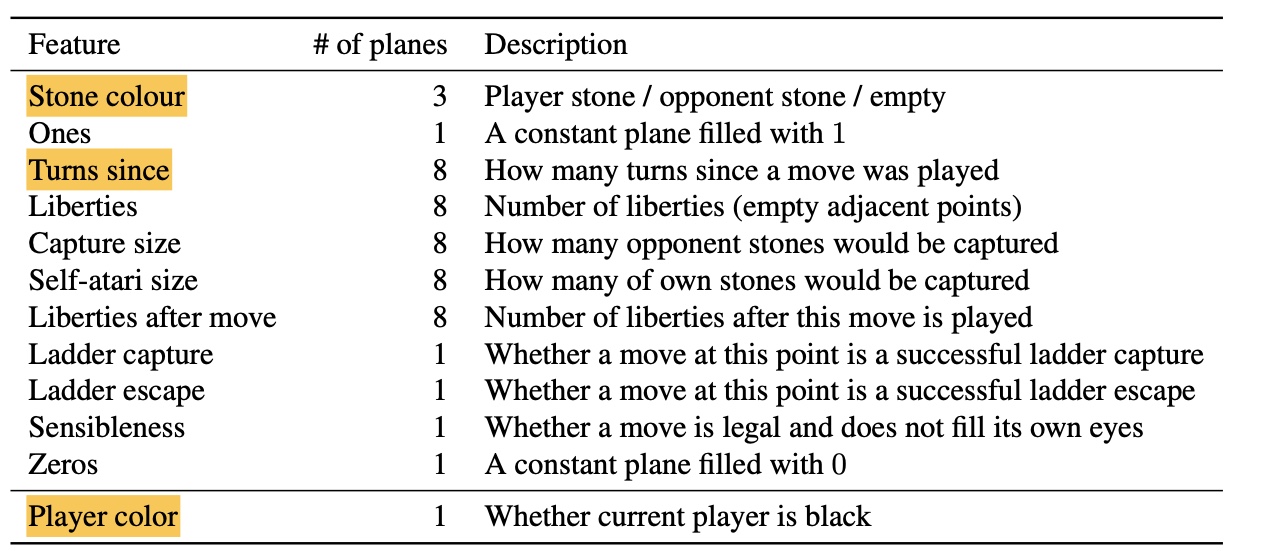 Feature # of planes Description
Stone colour 3 Player stone / opponent stone / empty
Ones 1 A constant plane filled with 1
Turns since 8 How many turns since a move was played
Liberties 8 Number of liberties (empty adjacent points)
Capture size 8 How many opponent stones would be captured
Self-atari size 8 How many of own stones would be captured
Liberties after move 8 Number of liberties after this move is played
Ladder capture 1 Whether a move at this point is a successful ladder capture
Ladder escape 1 Whether a move at this point is a successful ladder escape
Sensibleness 1 Whether a move is legal and does not fill its own eyes
Zeros 1 A constant plane filled with 0
Player color 1 Whether current player is black